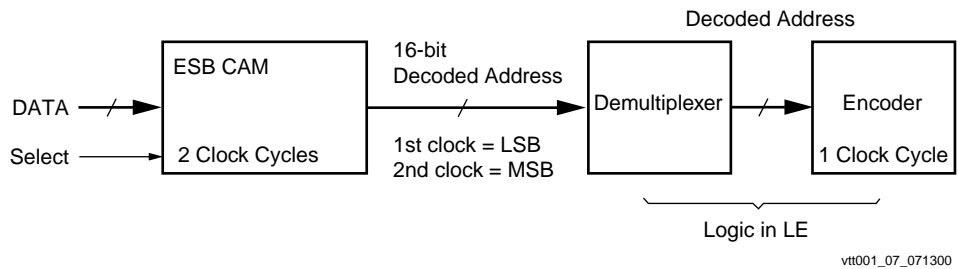 Decoded Address
ESB CAM
16-bit
Decoded Address
DATA
Demultiplexer
Encoder
Select
2 Clock Cycles
1st clock = LSB
2nd clock = MSB
1 Clock Cycle
Logic in LE
vtt001_07_071300